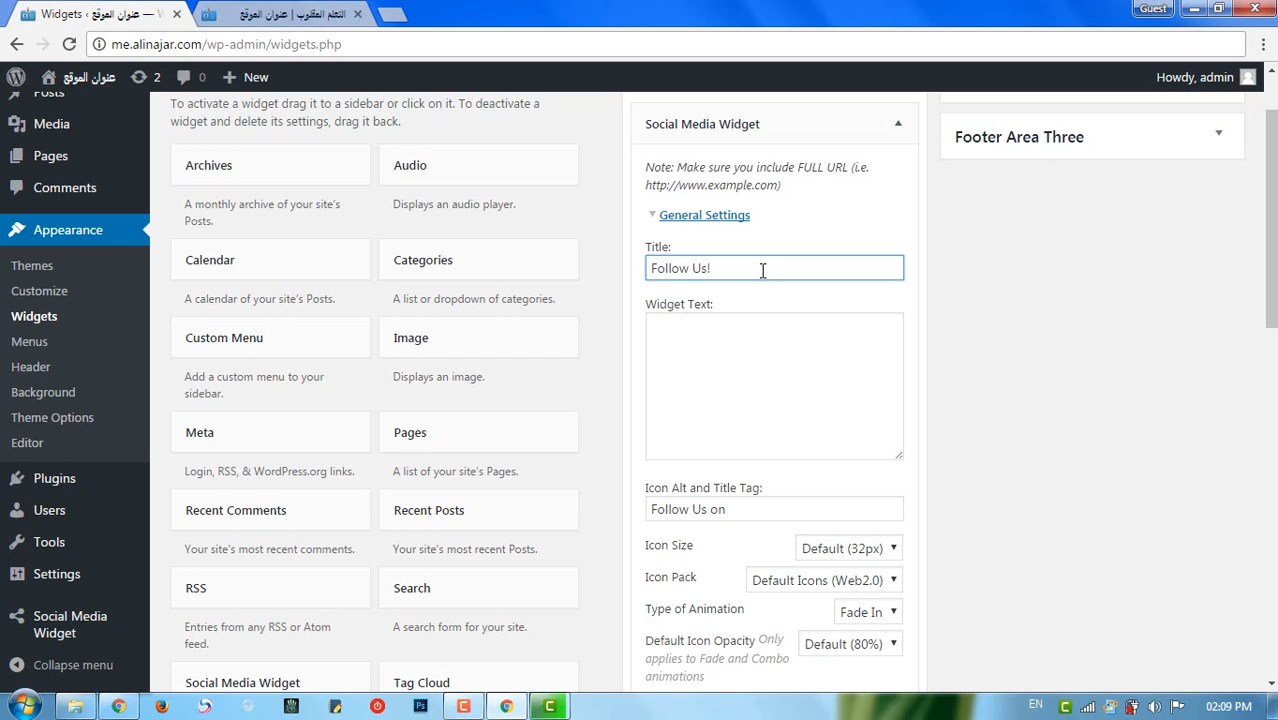 Widgets ‹ عنوان الموقع — W
التعلم المقلوب | عنوان الموقع
Guest
me.alinajar.com/wp-admin/widgets.php
عنوان الموقع
2
0
New
Howdy, admin
Posts
Media
Pages
Comments
Appearance
Themes
Customize
Widgets
Menus
Header
Background
Theme Options
Editor
Plugins
Users
Tools
Settings
Social Media
Widget
Collapse menu
To activate a widget drag it to a sidebar or click on it. To deactivate a
widget and delete its settings, drag it back.
Archives
A monthly archive of your site's
Posts.
Audio
Displays an audio player.
Calendar
A calendar of your site's Posts.
Categories
A list or dropdown of categories.
Custom Menu
Add a custom menu to your
sidebar.
Image
Displays an image.
Meta
Login, RSS, & WordPress.org links.
Pages
A list of your site's Pages.
Recent Comments
Your site's most recent comments.
Recent Posts
Your site's most recent Posts.
RSS
Entries from any RSS or Atom
feed.
Search
A search form for your site.
Social Media Widget
Tag Cloud
Social Media Widget
Note: Make sure you include FULL URL (i.e.
http://www.example.com)
General Settings
Title:
Follow Us!
Widget Text:
Icon Alt and Title Tag:
Follow Us on
Icon Size
Default (32px)
Icon Pack
Default Icons (Web2.0)
Type of Animation
Fade In
Default Icon Opacity Only
applies to Fade and Combo
animations
Default (80%)
Footer Area Three
Ps
C
C
EN
C
02:09 PM